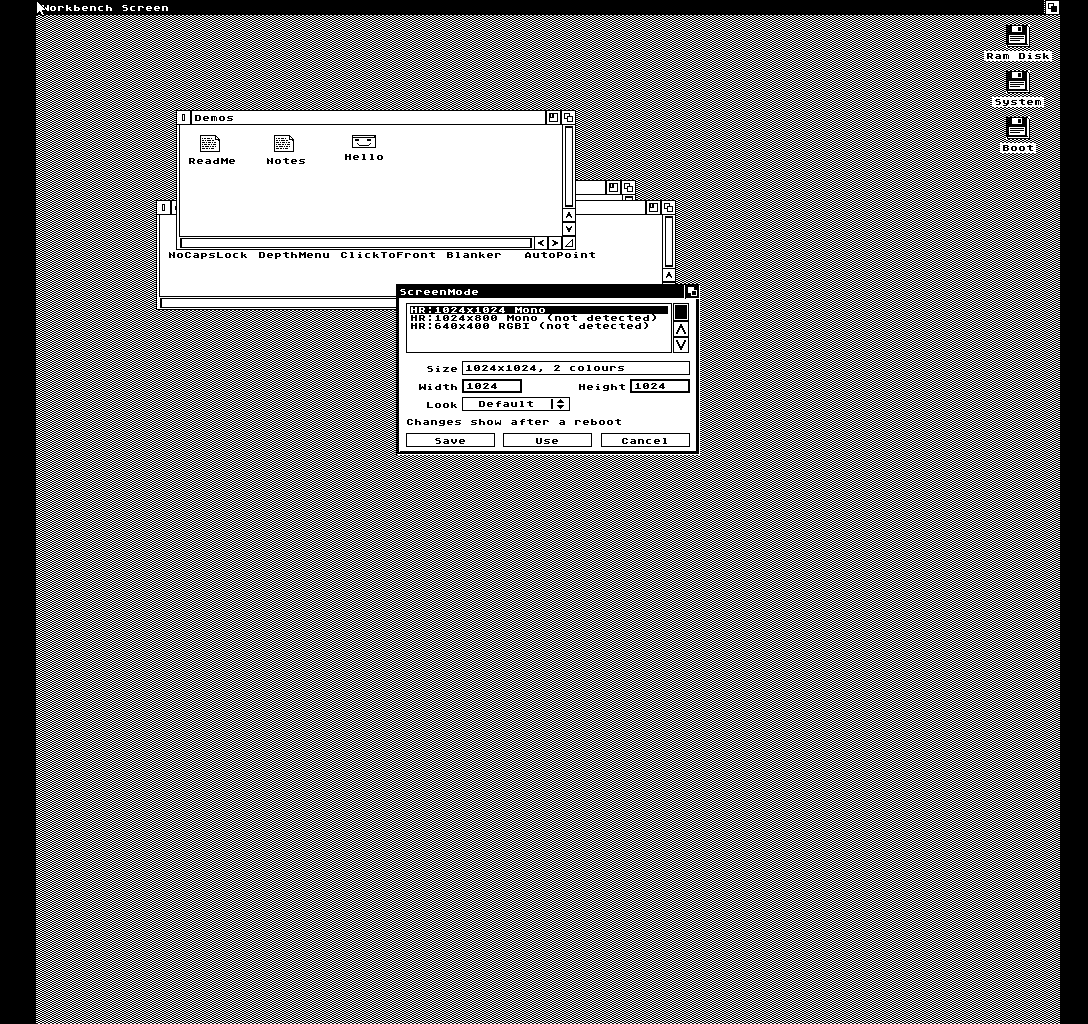 Workbench Screen
Ram Disk
System
Boot
Demos
ReadMe
Notes
Hello
NoCapsLock DepthMenu ClickToFront Blanker AutoPoint
ScreenMode
HR:1024x1024 Mono
HR:1024x800 Mono (not detected)
HR:640x400 RGBI (not detected)
Size 1024x1024, 2 colours
Width 1024 Height 1024
Look Default
Changes show after a reboot
Save Use Cancel